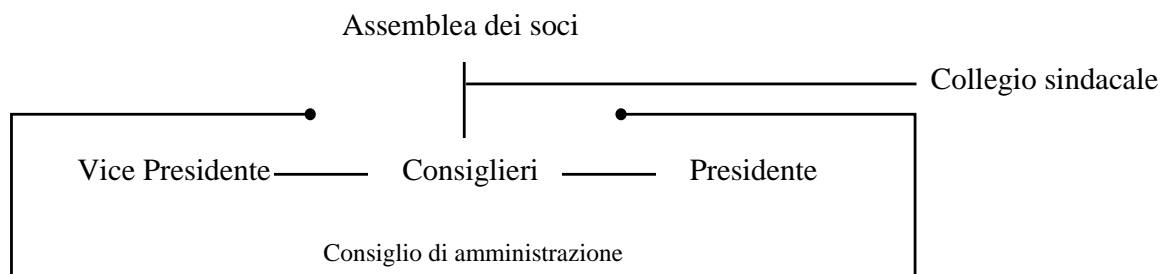 Assemblea dei soci
Collegio sindacale
Vice Presidente Consiglieri Presidente
Consiglio di amministrazione